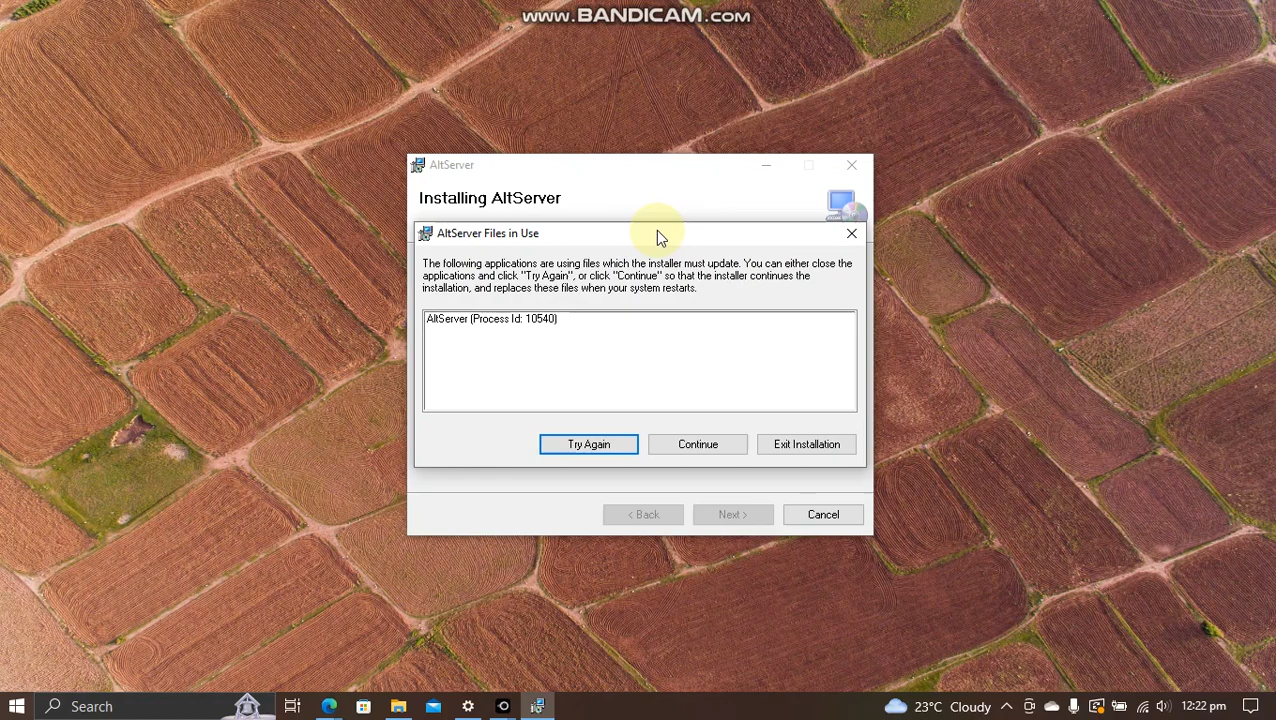 www.BANDICAM.com
AltServer
Installing AltServer
AltServer Files in Use
The following applications are using files which the installer must update. You can either close the
applications and click "Try Again", or click "Continue" so that the installer continues the
installation, and replaces these files when your system restarts.
AltServer (Process Id: 10540)
Try Again
Continue
Exit Installation
< Back
Next >
Cancel
Search
23°C Cloudy
12:22 pm